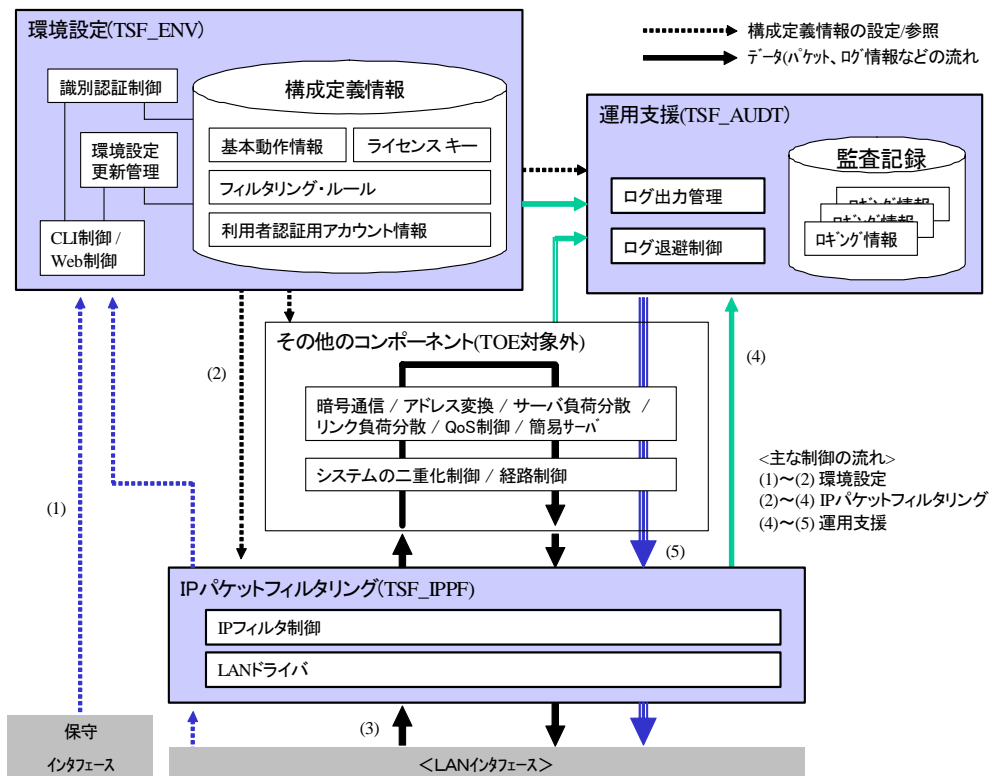 環境設定(TSF_ENV)
識別認証制御
環境設定
更新管理
CLI制御 /
Web制御
構成定義情報
基本動作情報
ライセンス キー
フィルタリング・ルール
利用者認証用アカウント情報
構成定義情報の設定/参照
データ(パケット、ログ情報などの流れ
運用支援(TSF_AUDT)
ログ出力管理
ログ退避制御
監査記録
ロギング情報
ロギング情報
ロギング情報
その他のコンポーネント(TOE対象外)
暗号通信 / アドレス変換 / サーバ負荷分散 /
リンク負荷分散 / QoS制御 / 簡易サーバ
システムの二重化制御 / 経路制御
(1)
(2)
(4)
(5)
<主な制御の流れ>
(1)～(2) 環境設定
(2)～(4) IPパケットフィルタリング
(4)～(5) 運用支援
IPパケットフィルタリング(TSF_IPPF)
IPフィルタ制御
LANドライバ
(3)
保守
インタフェース
＜LANインタフェース＞